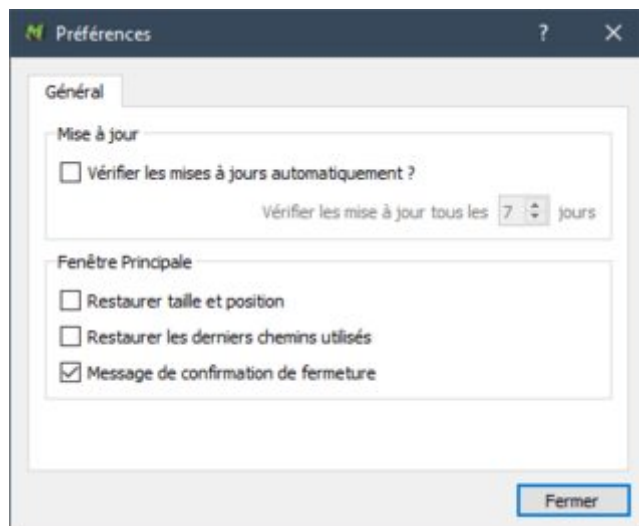 Préférences
Général
Mise à jour
Vérifier les mises à jours automatiquement ?
Vérifier les mise à jour tous les 7 jours
Fenêtre Principale
Restaurer taille et position
Restaurer les derniers chemins utilisés
Message de confirmation de fermeture
Fermer